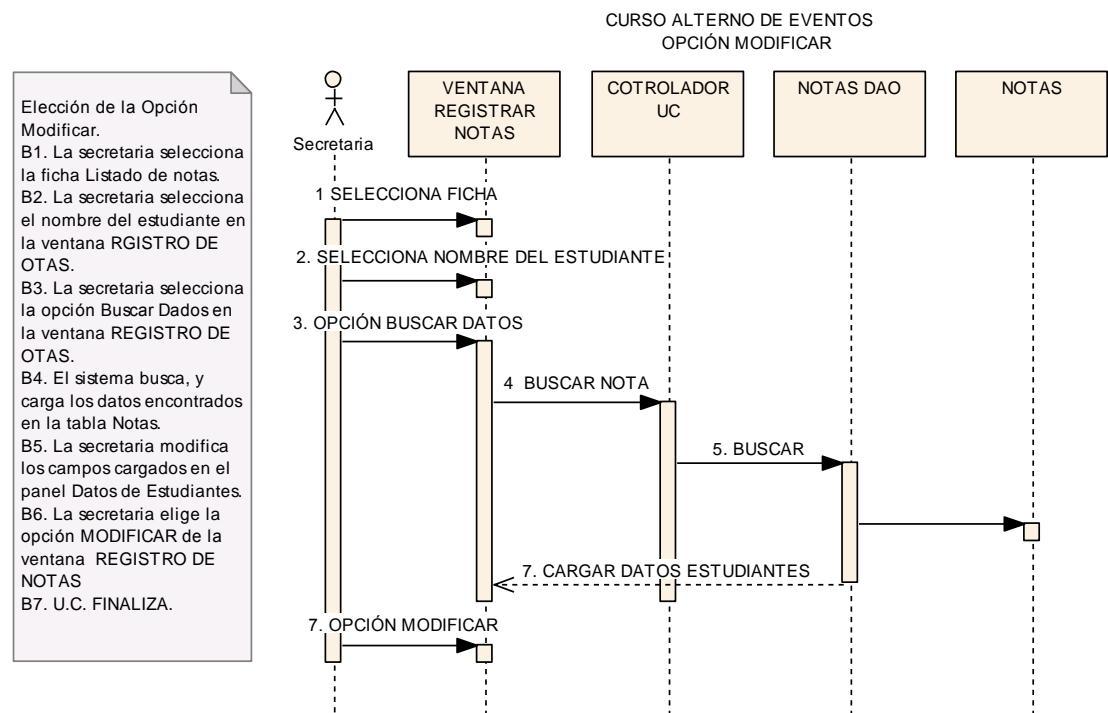 CURSO ALTERNO DE EVENTOS
OPCIÓN MODIFICAR
Elección de la Opción
Modificar.
B1. La secretaria selecciona
la ficha Listado de notas.
B2. La secretaria selecciona
el nombre del estudiante en
la ventana RGISTRO DE
OTAS.
B3. La secretaria selecciona
la opción Buscar Dados en
la ventana REGISTRO DE
OTAS.
B4. El sistema busca, y
carga los datos encontrados
en la tabla Notas.
B5. La secretaria modifica
los campos cargados en el
panel Datos de Estudiantes.
B6. La secretaria elige la
opción MODIFICAR de la
ventana  REGISTRO DE
NOTAS
B7. U.C. FINALIZA.
Secretaria
VENTANA
REGISTRAR
NOTAS
COTROLADOR
UC
NOTAS DAO
NOTAS
1 SELECCIONA FICHA
2. SELECCIONA NOMBRE DEL ESTUDIANTE
3. OPCIÓN BUSCAR DATOS
4  BUSCAR NOTA
5. BUSCAR
7. CARGAR DATOS ESTUDIANTES
7. OPCIÓN MODIFICAR